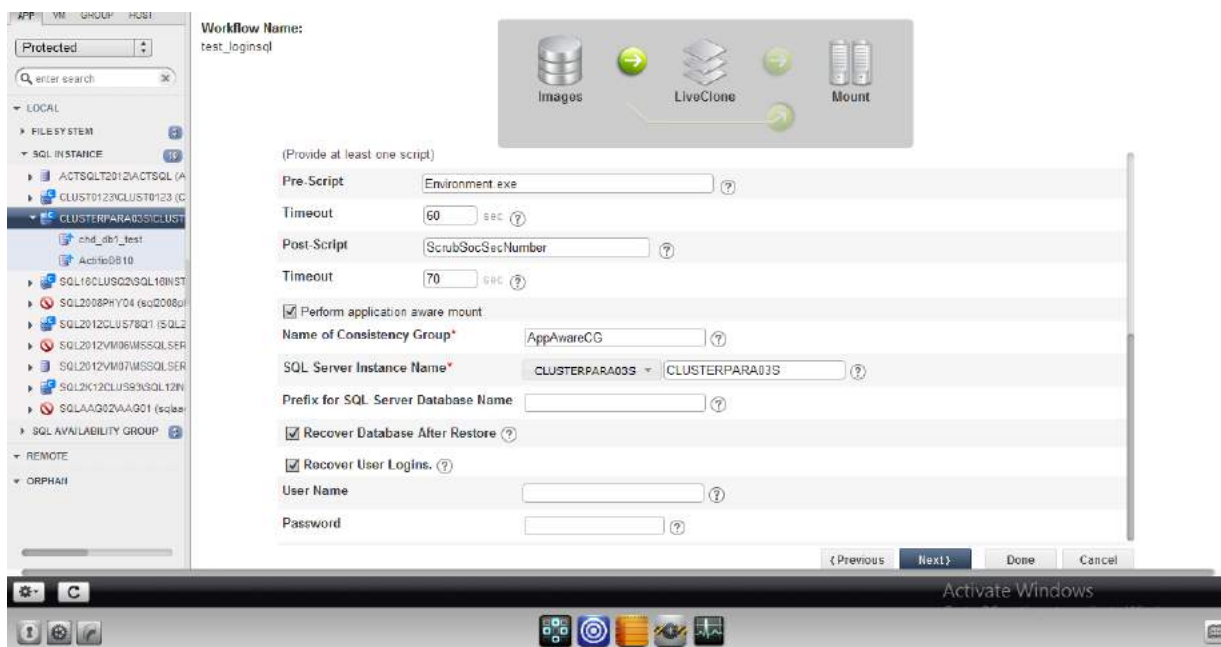 APP VM GROUP HOST
Protected
enter search
LOCAL
FILESYSTEM
SQL INSTANCE 19
ACTSQLT2012\ACTSQL (A
CLUST0123\CLUST0123 (C
CLUSTERPARA03S\CLUST
chd_db1_test
ActifioDB10
SQL16CLUSQ2\SQL16INST
SQL2008PHY04 (sql2008p
SQL2012CLUS78Q1 (SQL2
SQL2012VM06\MSSQLSER
SQL2012VM07\MSSQLSER
SQL2K12CLUS93\SQL12IN
SQLAAG02\AAG01 (sqlaa
SQL AVAILABILITY GROUP
REMOTE
ORPHAN
Workflow Name:
test_loginsql
Images LiveClone Mount
(Provide at least one script)
Pre-Script Environment.exe ?
Timeout 60 sec ?
Post-Script ScrubSocSecNumber ?
Timeout 70 sec ?
Perform application aware mount
Name of Consistency Group* AppAwareCG ?
SQL Server Instance Name* CLUSTERPARA03S CLUSTERPARA03S ?
Prefix for SQL Server Database Name ?
Recover Database After Restore ?
Recover User Logins. ?
User Name ?
Password ?
‹Previous Next› Done Cancel
Activate Windows